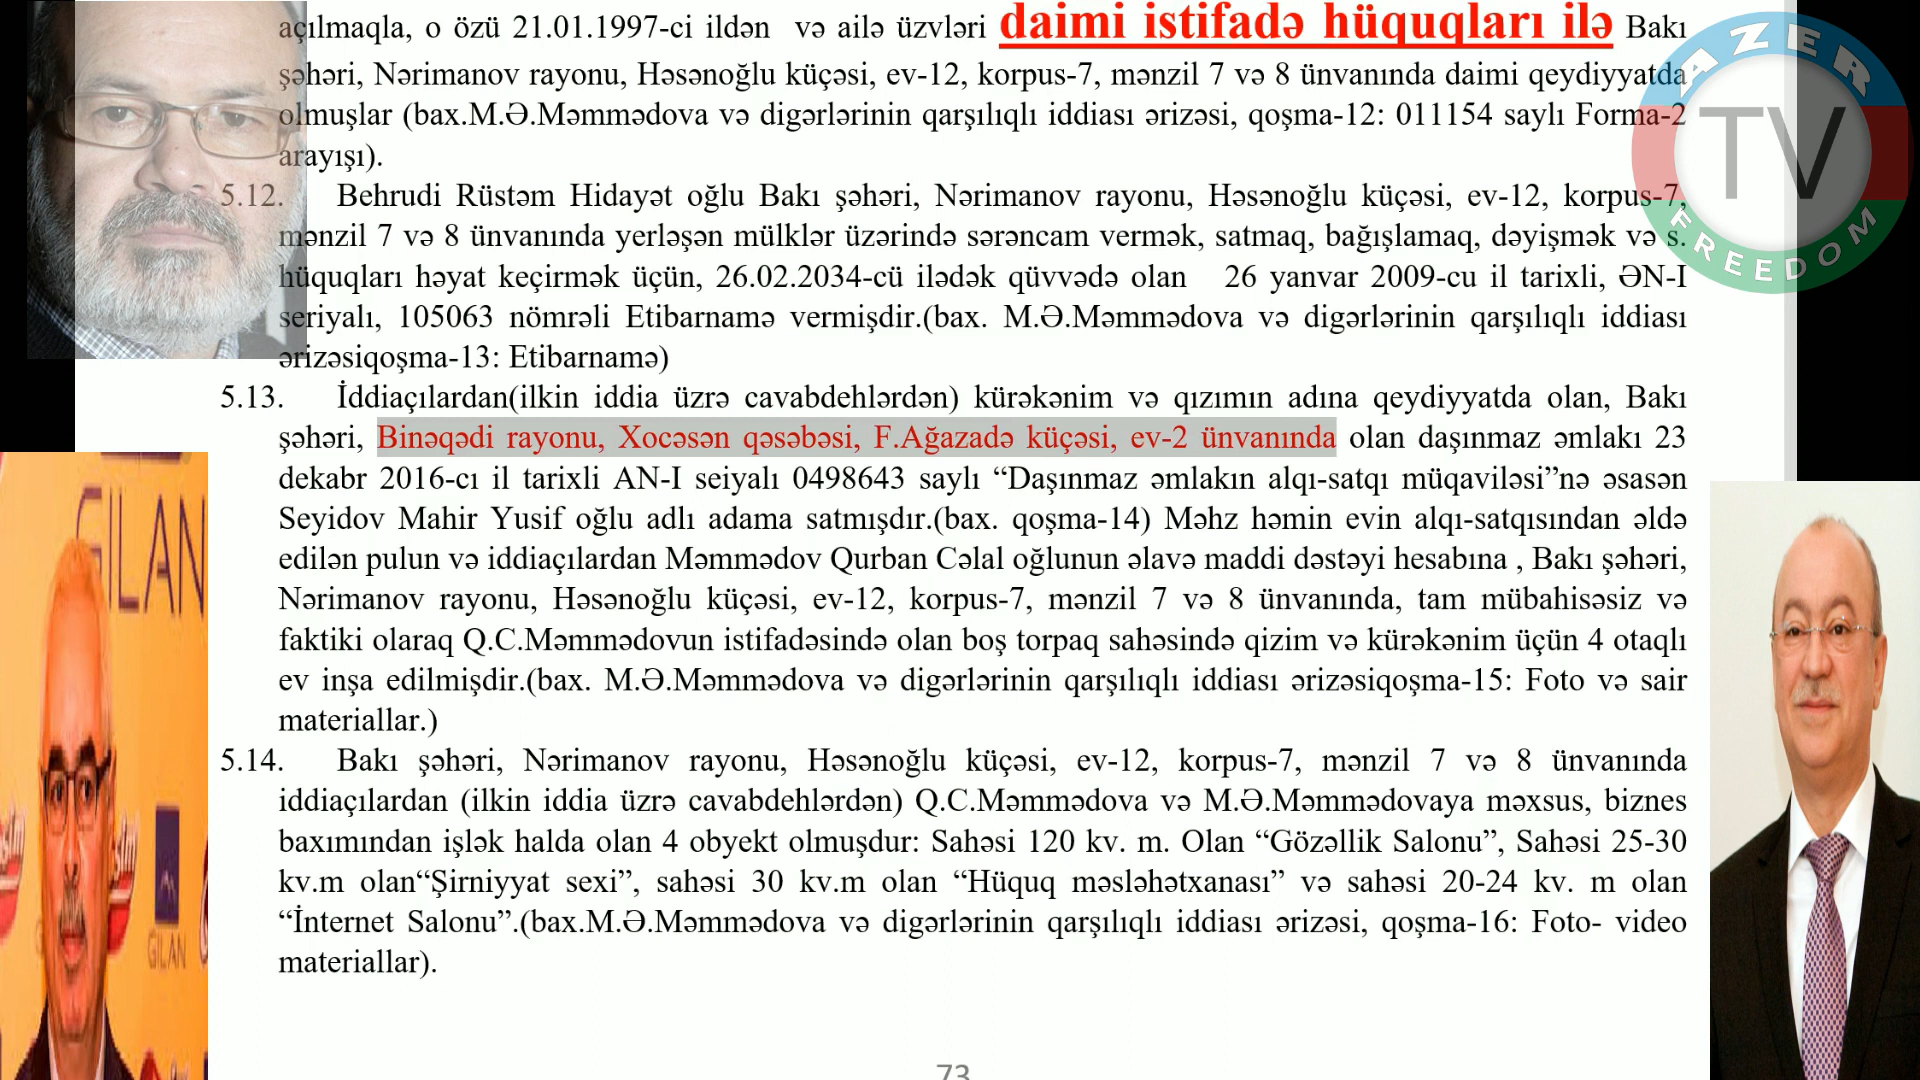 açılmaqla, o özü 21.01.1997-ci ildən və ailə üzvləri daimi istifadə hüquqları ilə Bakı
şəhəri, Nərimanov rayonu, Həsənoğlu küçəsi, ev-12, korpus-7, mənzil 7 və 8 ünvanında daimi qeydiyyatda
olmuşlar (bax.M.Ə.Məmmədova və digərlərinin qarşılıqlı iddiası ərizəsi, qoşma-12: 011154 saylı Forma-2
arayışı).
5.12. Behrudi Rüstəm Hidayət oğlu Bakı şəhəri, Nərimanov rayonu, Həsənoğlu küçəsi, ev-12, korpus-7,
mənzil 7 və 8 ünvanında yerləşən mülklər üzərində sərəncam vermək, satmaq, bağışlamaq, dəyişmək və s.
hüquqları həyat keçirmək üçün, 26.02.2034-cü ilədək qüvvədə olan 26 yanvar 2009-cu il tarixli, ƏN-I
seriyalı, 105063 nömrəli Etibarnamə vermişdir.(bax. M.Ə.Məmmədova və digərlərinin qarşılıqlı iddiası
ərizəsiqoşma-13: Etibarnamə)
5.13. İddiaçılardan(ilkin iddia üzrə cavabdehlərdən) kürəkənim və qızımın adına qeydiyyatda olan, Bakı
şəhəri, Binəqədi rayonu, Xocəsən qəsəbəsi, F.Ağazadə küçəsi, ev-2 ünvanında olan daşınmaz əmlakı 23
dekabr 2016-cı il tarixli AN-I seiyalı 0498643 saylı “Daşınmaz əmlakın alqı-satqı müqaviləsi”nə əsasən
Seyidov Mahir Yusif oğlu adlı adama satmışdır.(bax. qoşma-14) Məhz həmin evin alqı-satqısından əldə
edilən pulun və iddiaçılardan Məmmədov Qurban Cəlal oğlunun əlavə maddi dəstəyi hesabına , Bakı şəhəri,
Nərimanov rayonu, Həsənoğlu küçəsi, ev-12, korpus-7, mənzil 7 və 8 ünvanında, tam mübahisəsiz və
faktiki olaraq Q.C.Məmmədovun istifadəsində olan boş torpaq sahəsində qizim və kürəkənim üçün 4 otaqlı
ev inşa edilmişdir.(bax. M.Ə.Məmmədova və digərlərinin qarşılıqlı iddiası ərizəsiqoşma-15: Foto və sair
materiallar.)
5.14. Bakı şəhəri, Nərimanov rayonu, Həsənoğlu küçəsi, ev-12, korpus-7, mənzil 7 və 8 ünvanında
iddiaçılardan (ilkin iddia üzrə cavabdehlərdən) Q.C.Məmmədova və M.Ə.Məmmədovaya məxsus, biznes
baxımından işlək halda olan 4 obyekt olmuşdur: Sahəsi 120 kv. m. Olan “Gözəllik Salonu”, Sahəsi 25-30
kv.m olan“Şirniyyat sexi”, sahəsi 30 kv.m olan “Hüquq məsləhətxanası” və sahəsi 20-24 kv. m olan
“İnternet Salonu”.(bax.M.Ə.Məmmədova və digərlərinin qarşılıqlı iddiası ərizəsi, qoşma-16: Foto- video
materiallar).
73
AZER
TV
FREEDOM
GILAN
GILAN